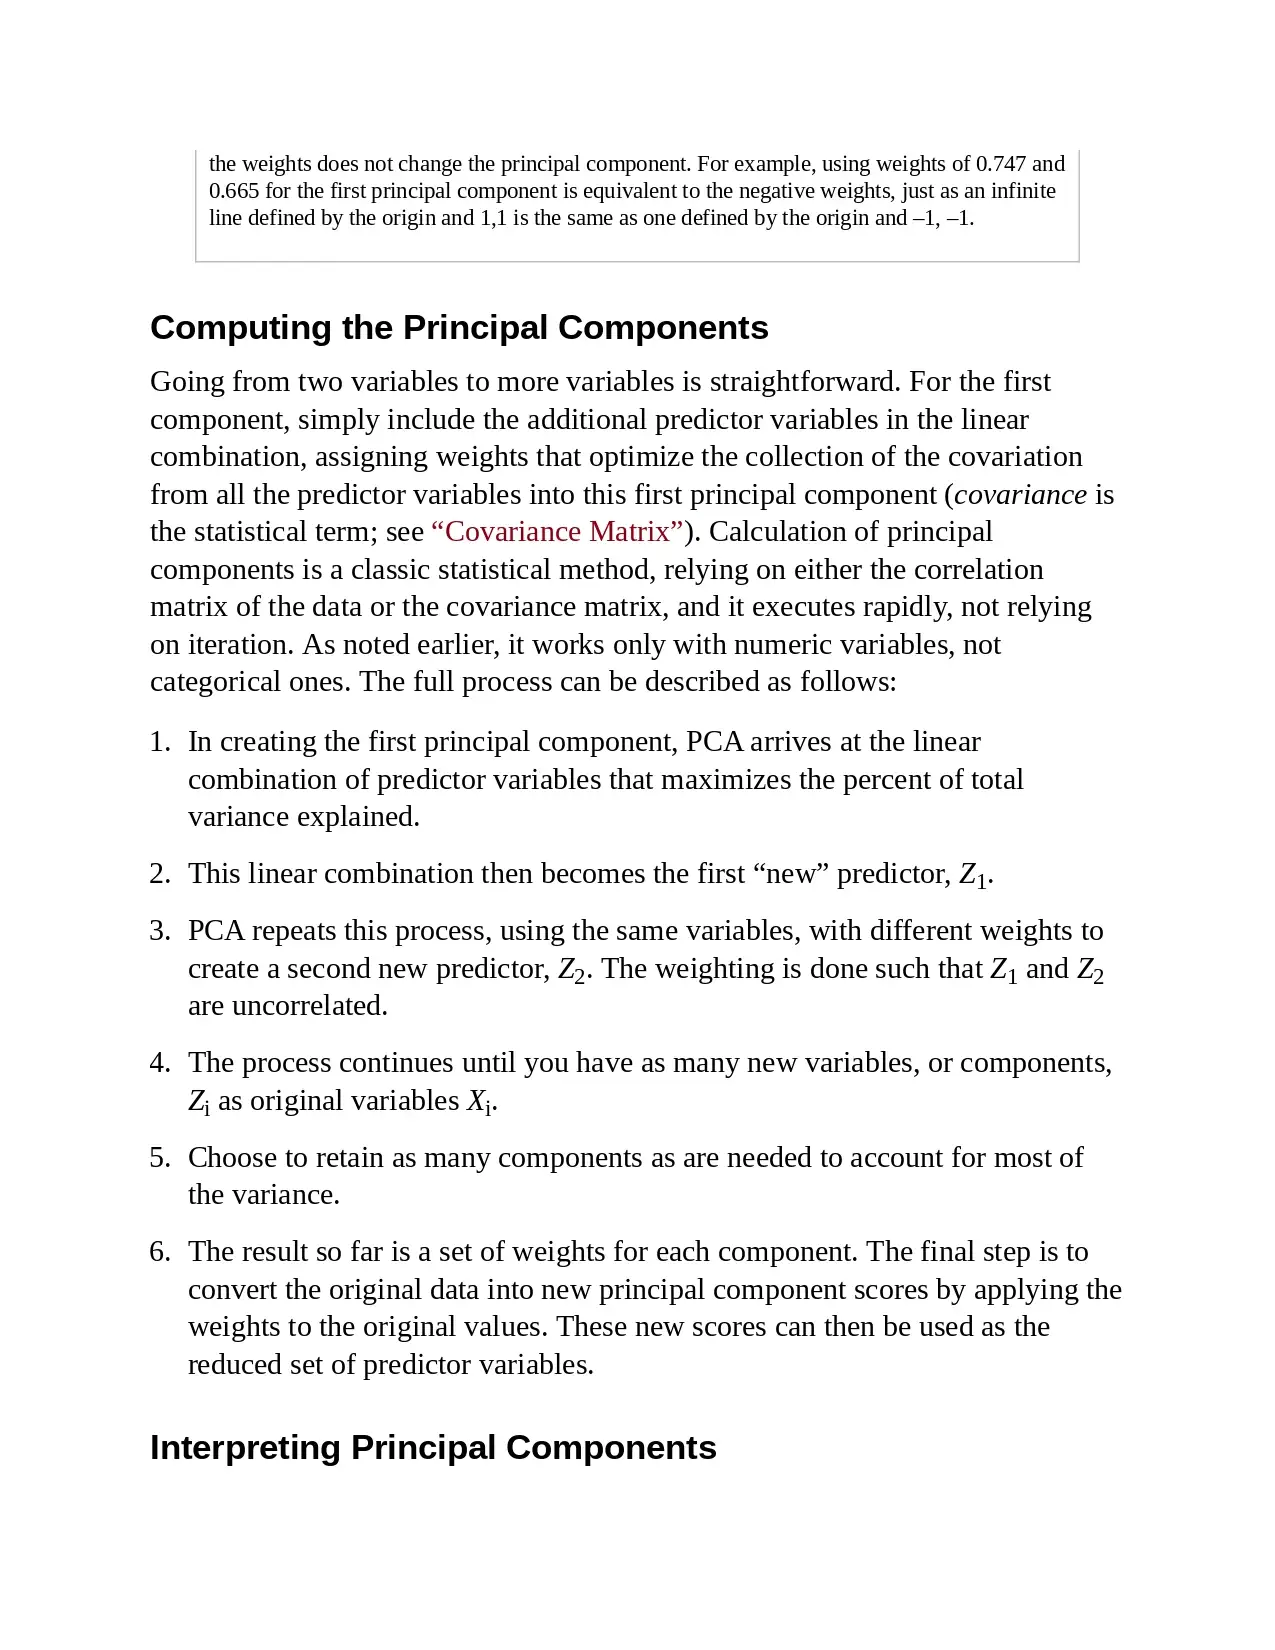 the weights does not change the principal component. For example, using weights of 0.747 and
0.665 for the first principal component is equivalent to the negative weights, just as an infinite
line defined by the origin and 1,1 is the same as one defined by the origin and –1, –1.
Computing the Principal Components
Going from two variables to more variables is straightforward. For the first
component, simply include the additional predictor variables in the linear
combination, assigning weights that optimize the collection of the covariation
from all the predictor variables into this first principal component (covariance is
the statistical term; see “Covariance Matrix”). Calculation of principal
components is a classic statistical method, relying on either the correlation
matrix of the data or the covariance matrix, and it executes rapidly, not relying
on iteration. As noted earlier, it works only with numeric variables, not
categorical ones. The full process can be described as follows:
1. In creating the first principal component, PCA arrives at the linear
combination of predictor variables that maximizes the percent of total
variance explained.
2. This linear combination then becomes the first “new” predictor, Z1.
3. PCA repeats this process, using the same variables, with different weights to
create a second new predictor, Z2. The weighting is done such that Z1 and Z2
are uncorrelated.
4. The process continues until you have as many new variables, or components,
Zi as original variables Xi.
5. Choose to retain as many components as are needed to account for most of
the variance.
6. The result so far is a set of weights for each component. The final step is to
convert the original data into new principal component scores by applying the
weights to the original values. These new scores can then be used as the
reduced set of predictor variables.
Interpreting Principal Components